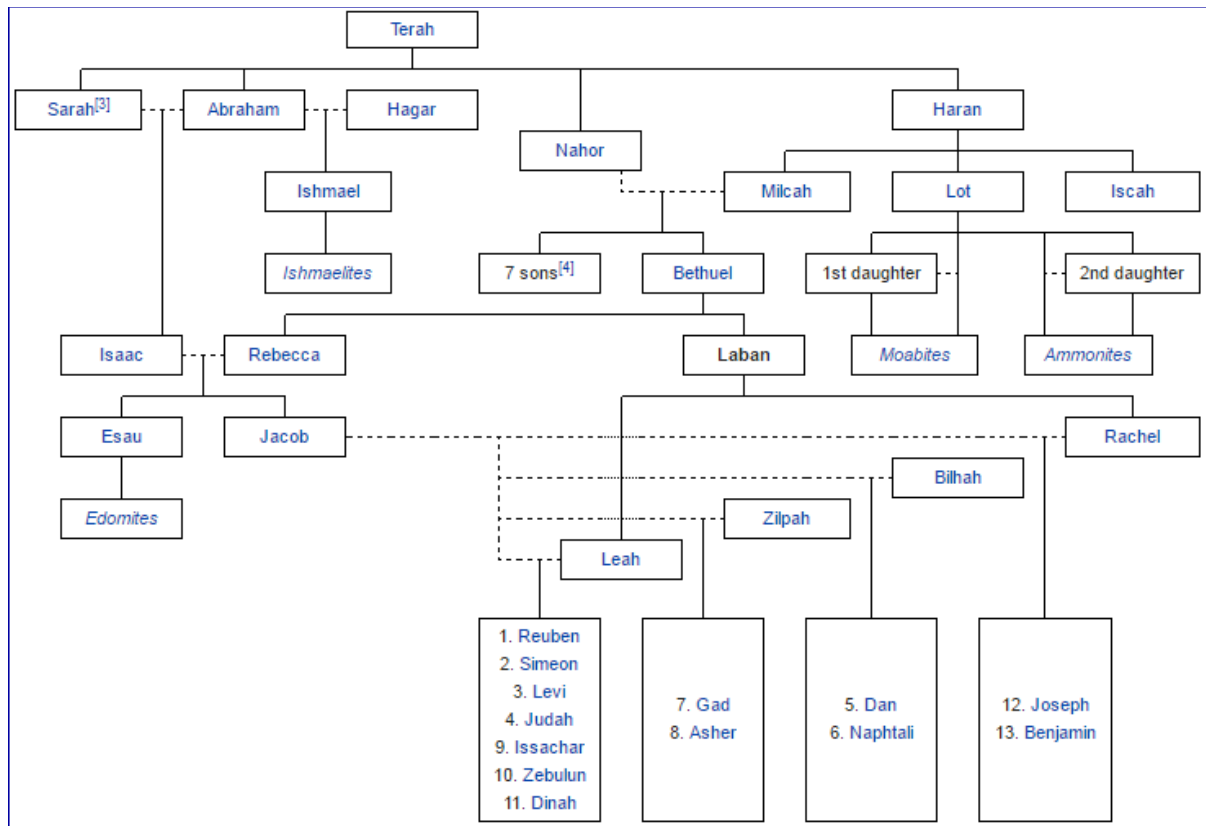 Terah
Sarah[3]
Abraham
Hagar
Haran
Nahor
Ishmael
Milcah
Lot
Iscah
Ishmaelites
7 sons[4]
Bethuel
1st daughter
2nd daughter
Isaac
Rebecca
Laban
Moabites
Ammonites
Esau
Jacob
Rachel
Bilhah
Edomites
Zilpah
Leah
1. Reuben
2. Simeon
3. Levi
4. Judah
9. Issachar
10. Zebulun
11. Dinah
7. Gad
8. Asher
5. Dan
6. Naphtali
12. Joseph
13. Benjamin